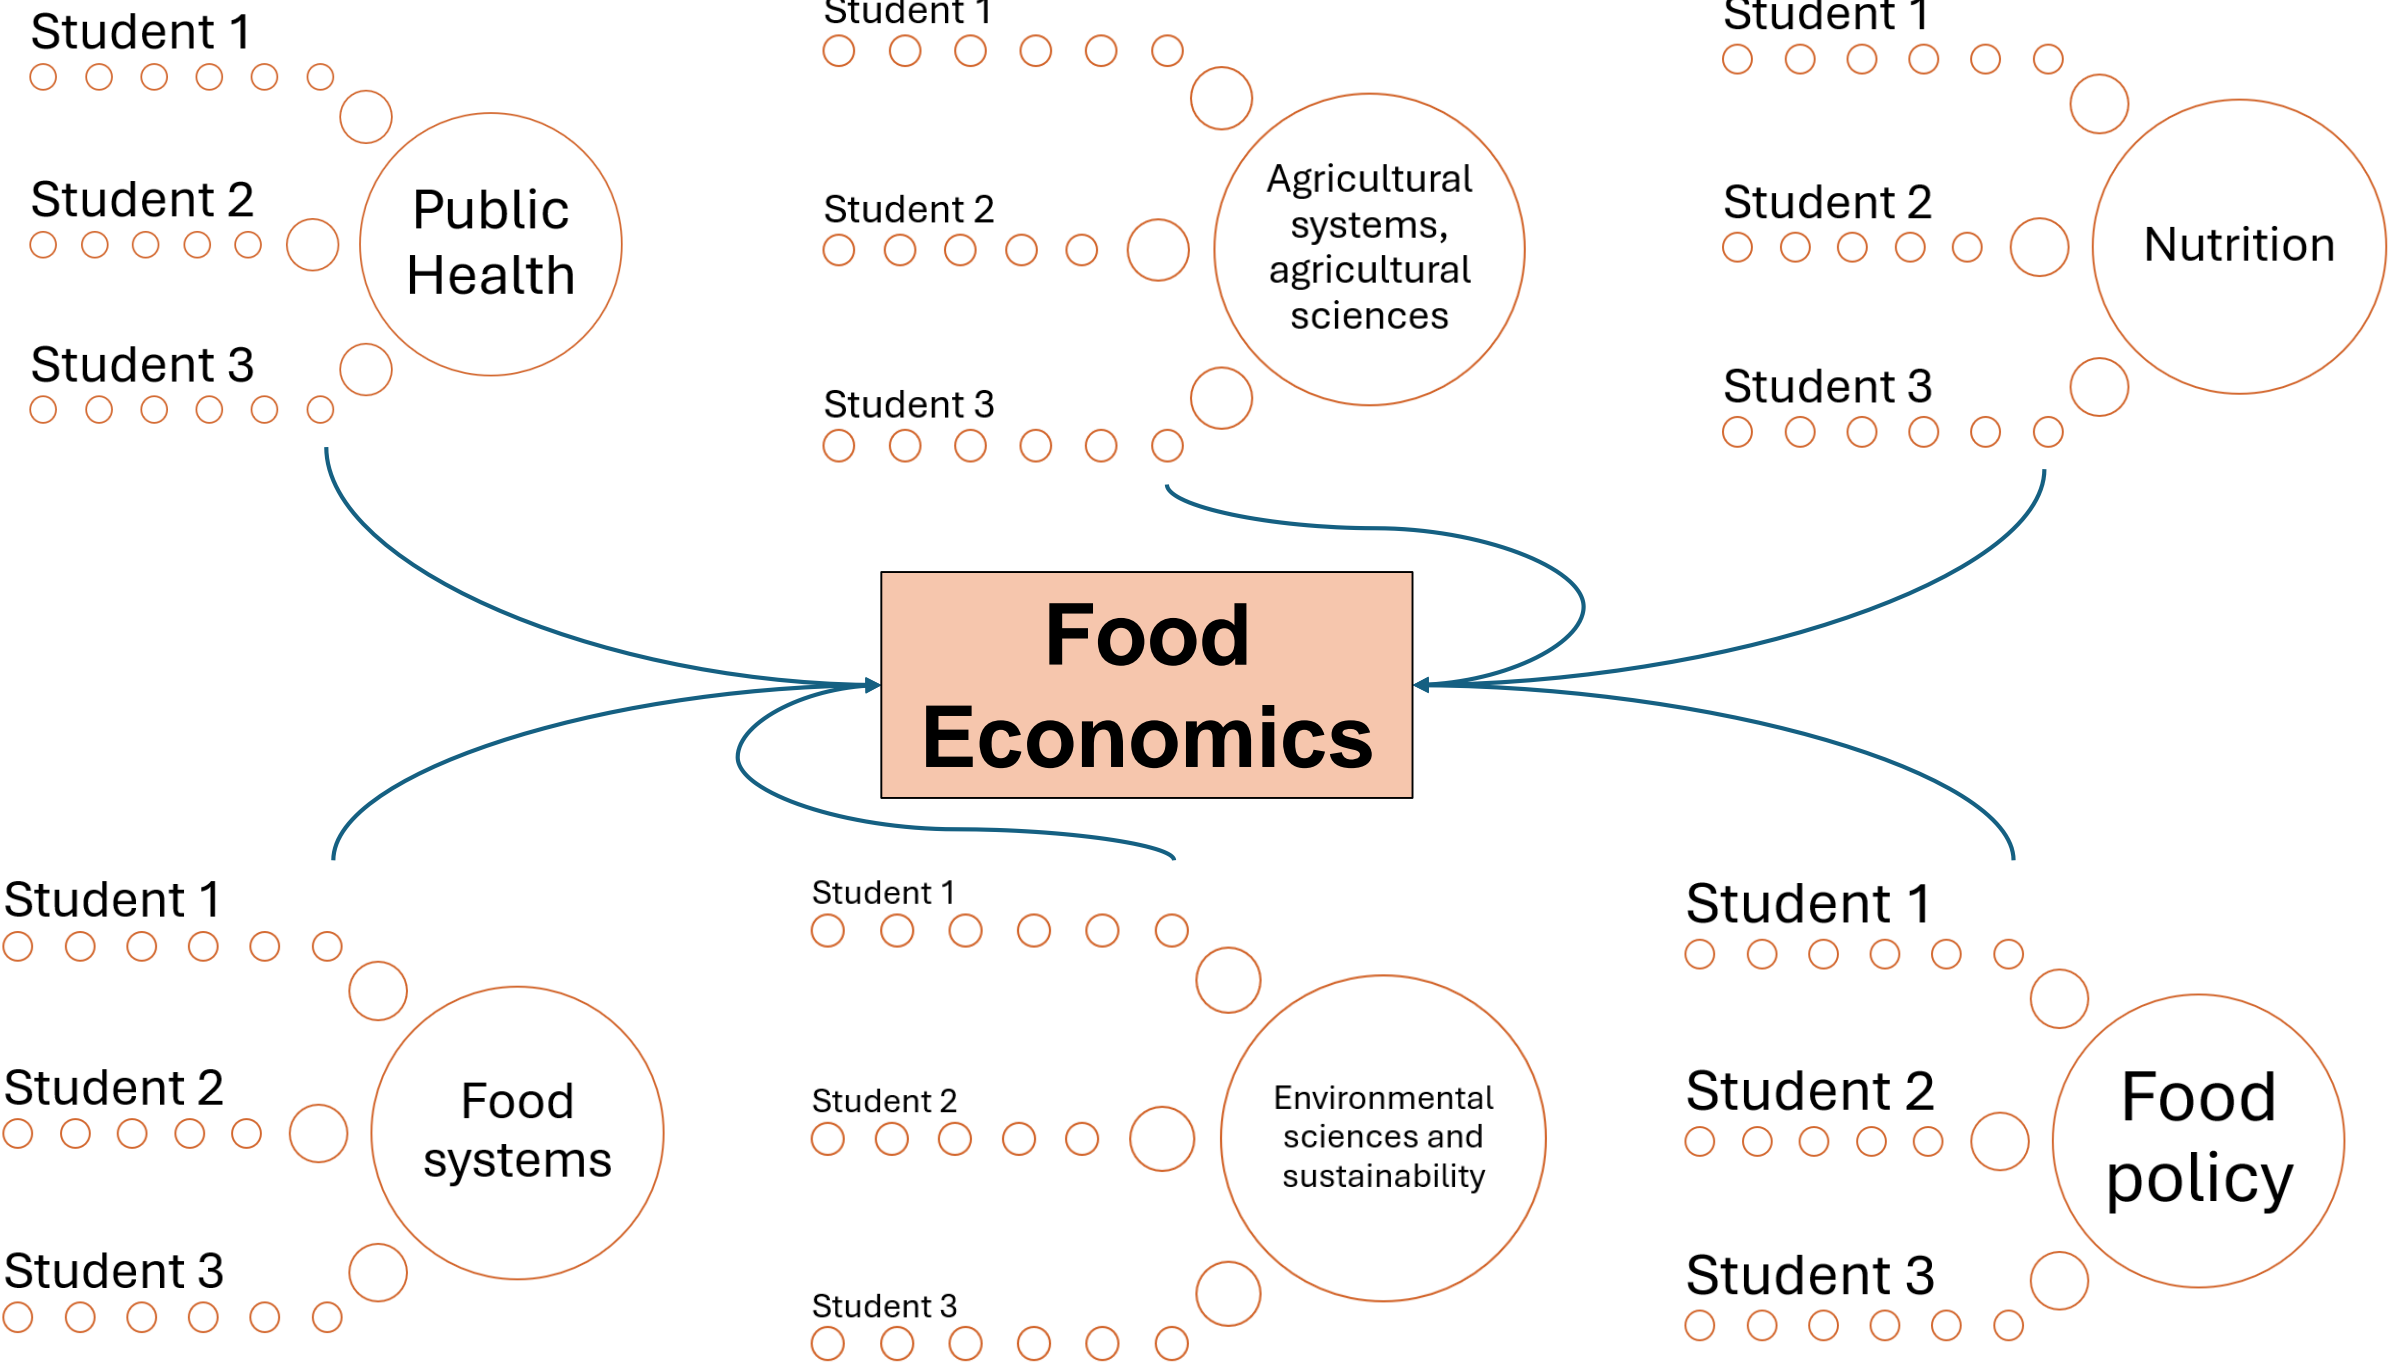 Student 1
Student 2
Student 3
Public
Health
Student 1
Student 2
Student 3
Agricultural
systems,
agricultural
sciences
Student 1
Student 2
Student 3
Nutrition
Food
Economics
Student 1
Student 2
Student 3
Food
systems
Student 1
Student 2
Student 3
Environmental
sciences and
sustainability
Student 1
Student 2
Student 3
Food
policy